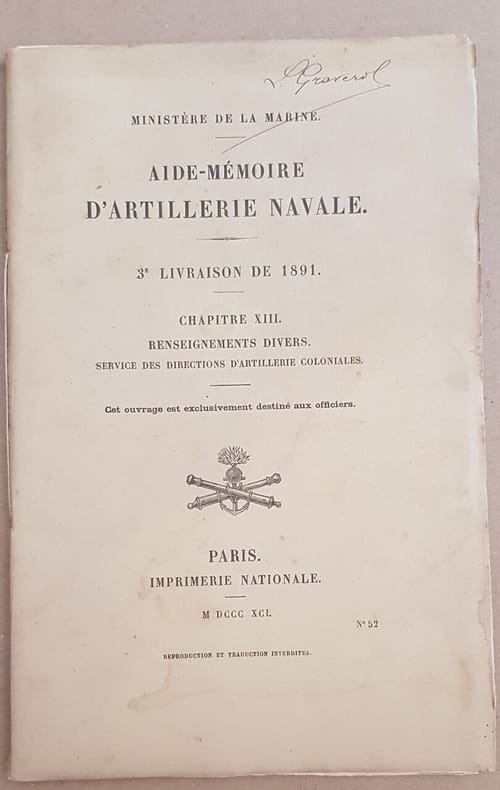 L. Graverol
MINISTÈRE DE LA MARINE.
AIDE-MÉMOIRE
D'ARTILLERIE NAVALE.
3E LIVRAISON DE 1891.
CHAPITRE XIII.
RENSEIGNEMENTS DIVERS.
SERVICE DES DIRECTIONS D'ARTILLERIE COLONIALES.
Cet ouvrage est exclusivement destiné aux officiers.
PARIS.
IMPRIMERIE NATIONALE.
M DCCC XCI.
N° 52
REPRODUCTION ET TRADUCTION INTERDITES.